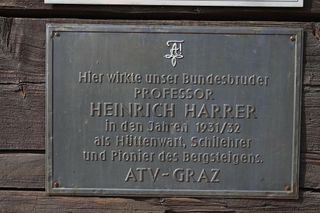 Hier wirkte unser Bundesbruder
PROFESSOR
HEINRICH HARRER
in den Jahren 1931/32
als Hüttenwart, Schilehrer
und Pionier des Bergsteigens.
ATV-GRAZ